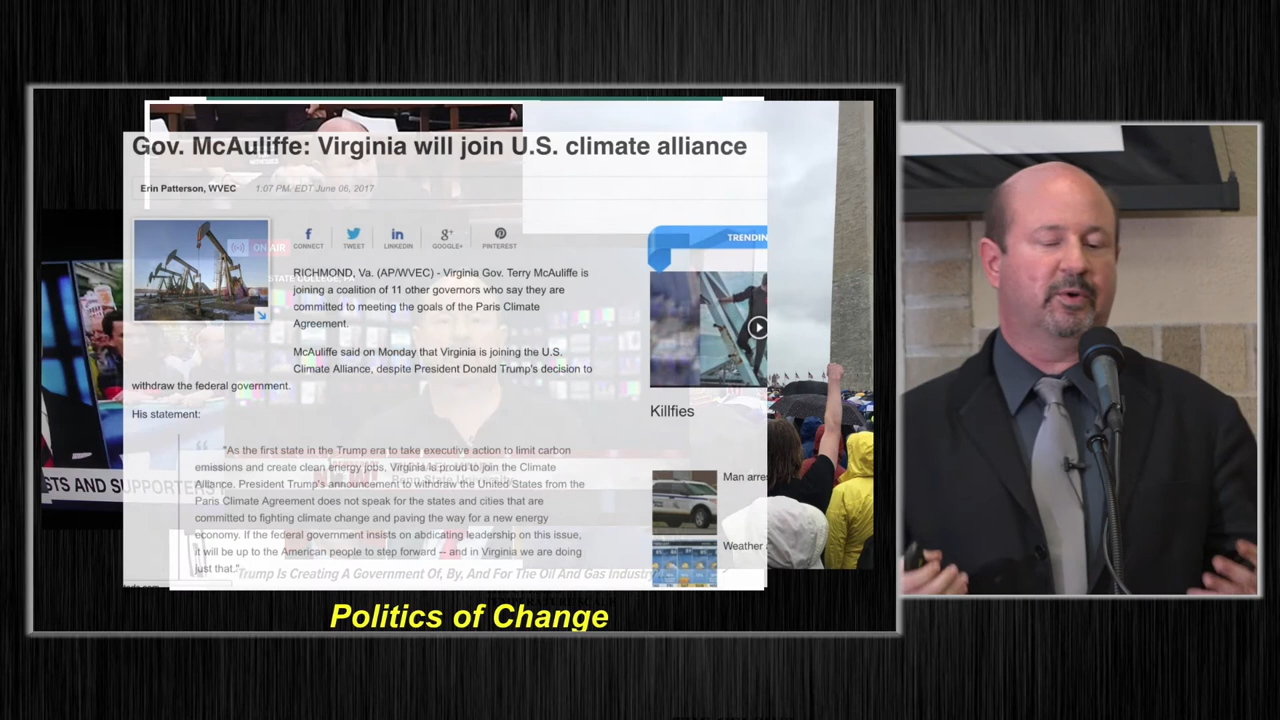 Gov. McAuliffe: Virginia will join U.S. climate alliance
Erin Patterson, WVEC 1:07 PM. EDT June 06, 2017
ON AIR
CONNECT
TWEET
LINKEDIN
GOOGLE+
PINTEREST
TRENDIN
STATE COLLEGE, PA
RICHMOND, Va. (AP/WVEC) - Virginia Gov. Terry McAuliffe is
joining a coalition of 11 other governors who say they are
committed to meeting the goals of the Paris Climate
Agreement.
McAuliffe said on Monday that Virginia is joining the U.S.
Climate Alliance, despite President Donald Trump's decision to
withdraw the federal government.
His statement:
Killfies
"As the first state in the Trump era to take executive action to limit carbon
emissions and create clean energy jobs, Virginia is proud to join the Climate
Alliance. President Trump's announcement to withdraw the United States from the
Paris Climate Agreement does not speak for the states and cities that are
committed to fighting climate change and paving the way for a new energy
economy. If the federal government insists on abdicating leadership on this issue,
it will be up to the American people to step forward -- and in Virginia we are doing
just that."
Man arres
Weather
STS AND SUPPORTERS
Penn State University
Trump Is Creating A Government Of, By, And For The Oil And Gas Industry
Politics of Change